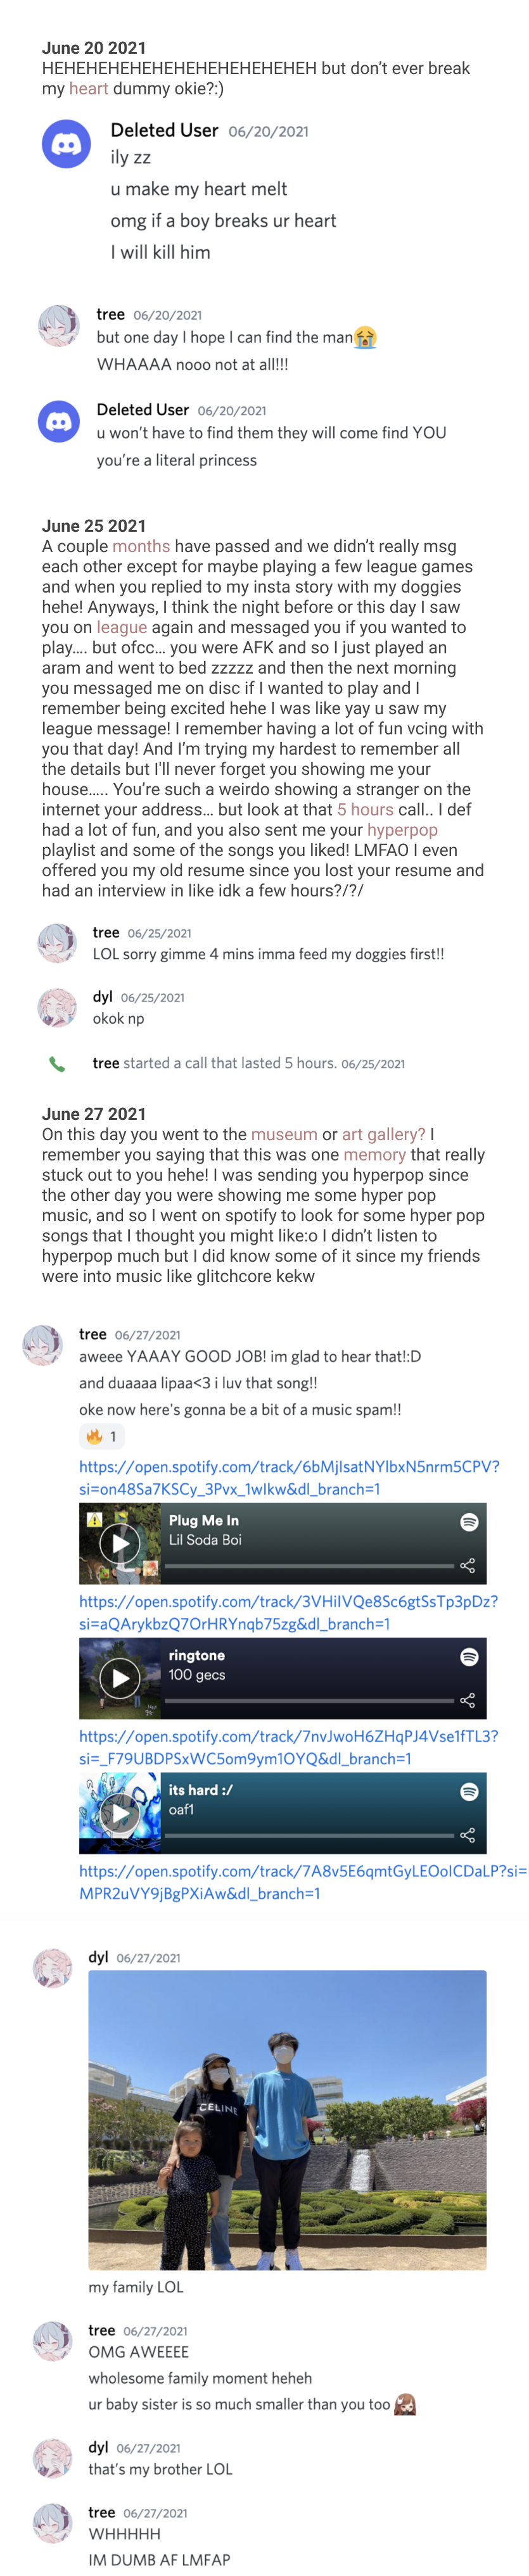 June 20 2021
HEHEHEHEHEHEHEHEHEHEHEHEH but don't ever break
my heart dummy okie?:)
Deleted User 06/20/2021
ily zz
u make my heart melt
omg if a boy breaks ur heart
I will kill him
tree 06/20/2021
but one day I hope I can find the man😭
WHAAAA nooo not at all!!!
Deleted User 06/20/2021
u won't have to find them they will come find YOU
you're a literal princess
June 25 2021
A couple months have passed and we didn't really msg
each other except for maybe playing a few league games
and when you replied to my insta story with my doggies
hehe! Anyways, I think the night before or this day I saw
you on league again and messaged you if you wanted to
play.... but ofcc... you were AFK and so I just played an
aram and went to bed zzzzz and then the next morning
you messaged me on disc if I wanted to play and I
remember being excited hehe I was like yay u saw my
league message! I remember having a lot of fun vcing with
you that day! And I'm trying my hardest to remember all
the details but I'll never forget you showing me your
house..... You're such a weirdo showing a stranger on the
internet your address... but look at that 5 hours call.. I def
had a lot of fun, and you also sent me your hyperpop
playlist and some of the songs you liked! LMFAO I even
offered you my old resume since you lost your resume and
had an interview in like idk a few hours?/?/
tree 06/25/2021
LOL sorry gimme 4 mins imma feed my doggies first!!
dyl 06/25/2021
okok np
tree started a call that lasted 5 hours. 06/25/2021
June 27 2021
On this day you went to the museum or art gallery? I
remember you saying that this was one memory that really
stuck out to you hehe! I was sending you hyperpop since
the other day you were showing me some hyper pop
music, and so I went on spotify to look for some hyper pop
songs that I thought you might like:o I didn't listen to
hyperpop much but I did know some of it since my friends
were into music like glitchcore kekw
tree 06/27/2021
aweee YAAAY GOOD JOB! im glad to hear that!:D
and duaaaa lipaa<3 i luv that song!!
oke now here's gonna be a bit of a music spam!!
🔥 1
https://open.spotify.com/track/6bMjIsatNYlbxN5nrm5CPV?
si=on48Sa7KSCy_3Pvx_1wIkw&dl_branch=1
Plug Me In
Lil Soda Boi
https://open.spotify.com/track/3VHiIVQe8Sc6gtSsTp3pDz?
si=aQArykbzQ7OrHRYnqb75zg&dl_branch=1
ringtone
100 gecs
https://open.spotify.com/track/7nvJwoH6ZHqPJ4Vse1fTL3?
si=_F79UBDPSxWC5om9ym1OYQ&dl_branch=1
its hard :/
oaf1
https://open.spotify.com/track/7A8v5E6qmtGyLEOoICDaLP?si=
MPR2uVY9jBgPXiAw&dl_branch=1
dyl 06/27/2021
CELINE
my family LOL
tree 06/27/2021
OMG AWEEEE
wholesome family moment heheh
ur baby sister is so much smaller than you too
dyl 06/27/2021
that's my brother LOL
tree 06/27/2021
WHHHHH
IM DUMB AF LMFAP